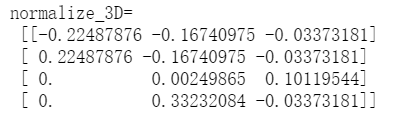 normalize_3D=
[[-0.22487876 -0.16740975 -0.03373181]
[ 0.22487876 -0.16740975 -0.03373181]
[ 0.          0.00249865  0.10119544]
[ 0.          0.33232084 -0.03373181]]